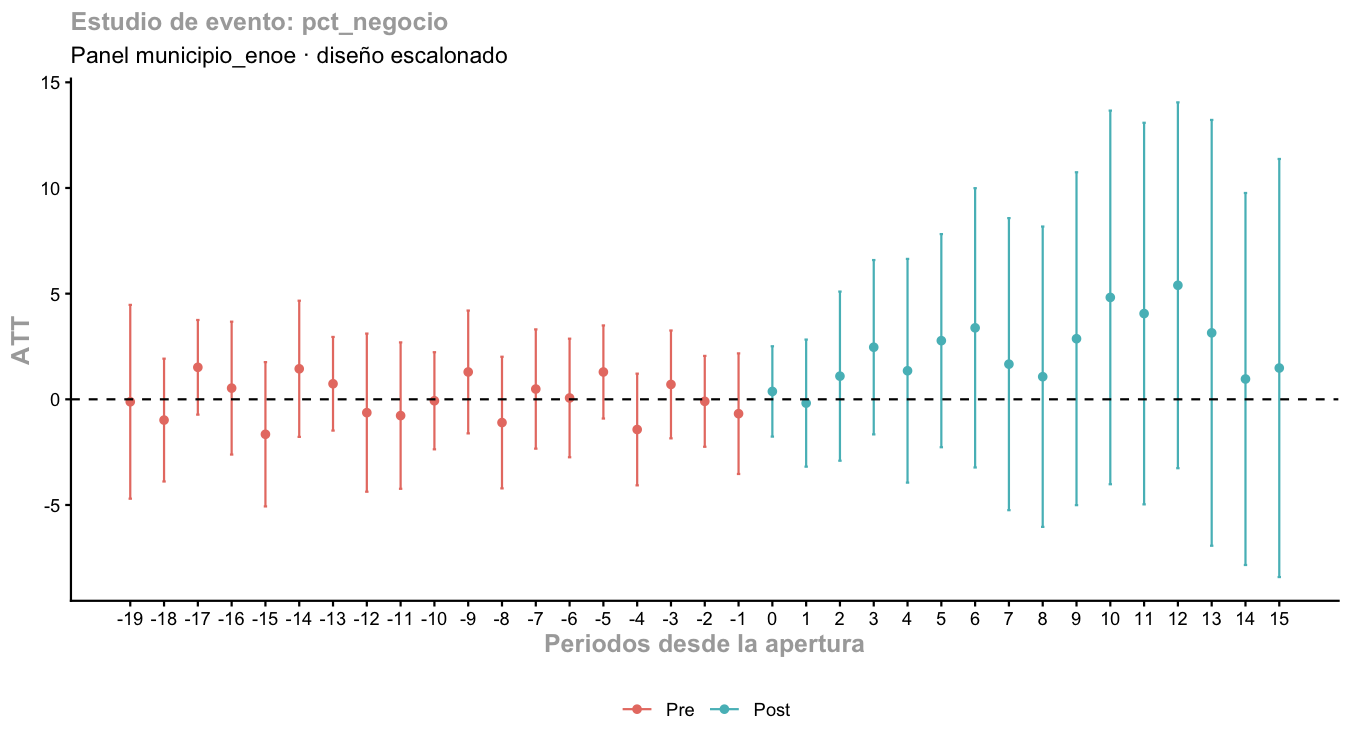 Estudio de evento: pct_negocio
Panel municipio_enoe · diseño escalonado
15
10
5
0
-5
ATT
-19 -18 -17 -16 -15 -14 -13 -12 -11 -10 -9 -8 -7 -6 -5 -4 -3 -2 -1 0 1 2 3 4 5 6 7 8 9 10 11 12 13 14 15
Periodos desde la apertura
Pre Post